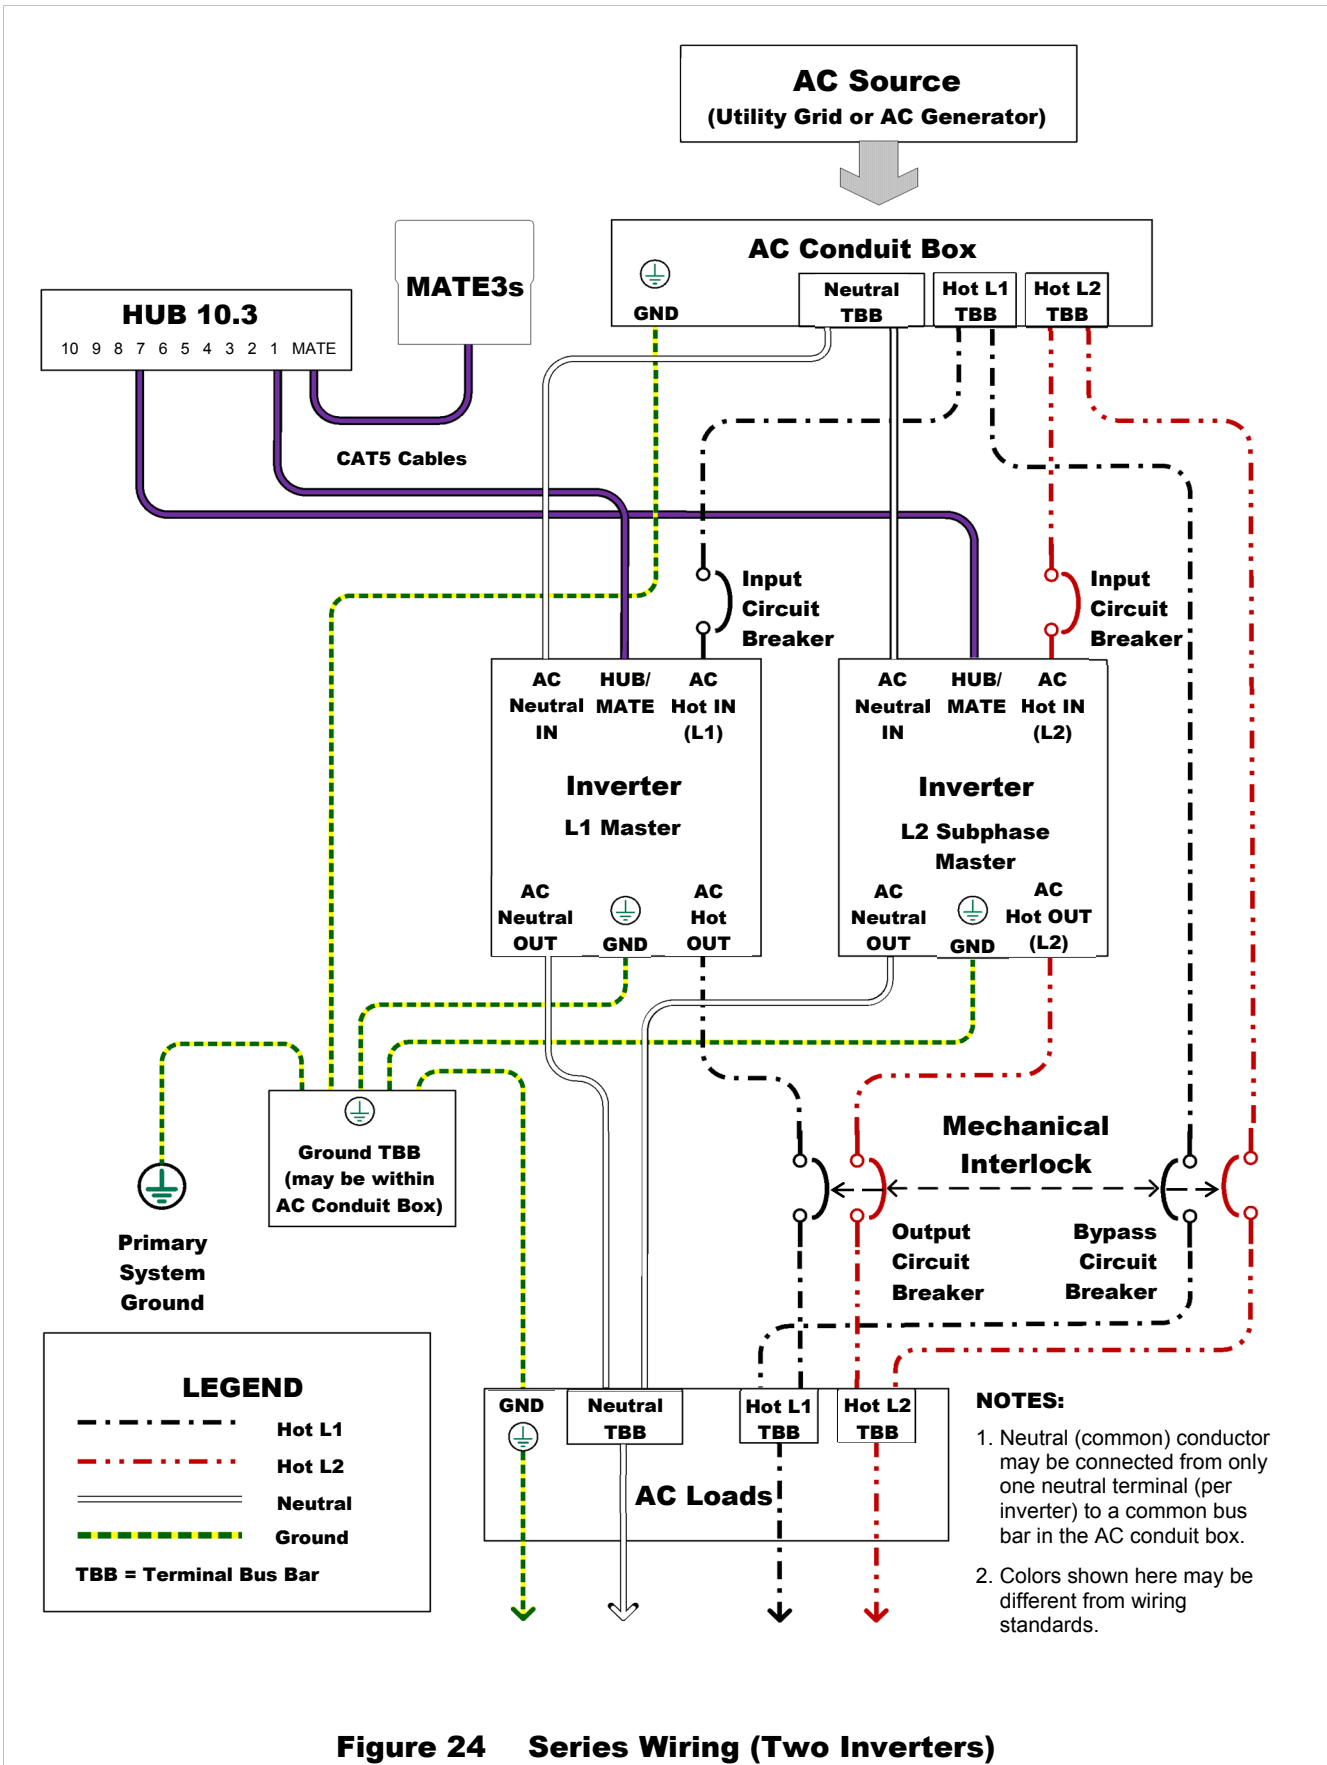 AC Source
(Utility Grid or AC Generator)
AC Conduit Box
GND
Neutral
TBB
Hot L1
TBB
Hot L2
TBB
MATE3s
HUB 10.3
10 9 8 7 6 5 4 3 2 1 MATE
CAT5 Cables
Input
Circuit
Breaker
Input
Circuit
Breaker
AC
Neutral
IN
HUB/
MATE
AC
Hot IN
(L1)
Inverter
L1 Master
AC
Neutral
OUT
GND
AC
Hot
OUT
AC
Neutral
IN
HUB/
MATE
AC
Hot IN
(L2)
Inverter
L2 Subphase
Master
AC
Neutral
OUT
GND
AC
Hot OUT
(L2)
Ground TBB
(may be within
AC Conduit Box)
Primary
System
Ground
Mechanical
Interlock
Output
Circuit
Breaker
Bypass
Circuit
Breaker
LEGEND
Hot L1
Hot L2
Neutral
Ground
TBB = Terminal Bus Bar
GND
Neutral
TBB
Hot L1
TBB
Hot L2
TBB
AC Loads
NOTES:
1. Neutral (common) conductor
may be connected from only
one neutral terminal (per
inverter) to a common bus
bar in the AC conduit box.
2. Colors shown here may be
different from wiring
standards.
Figure 24 Series Wiring (Two Inverters)